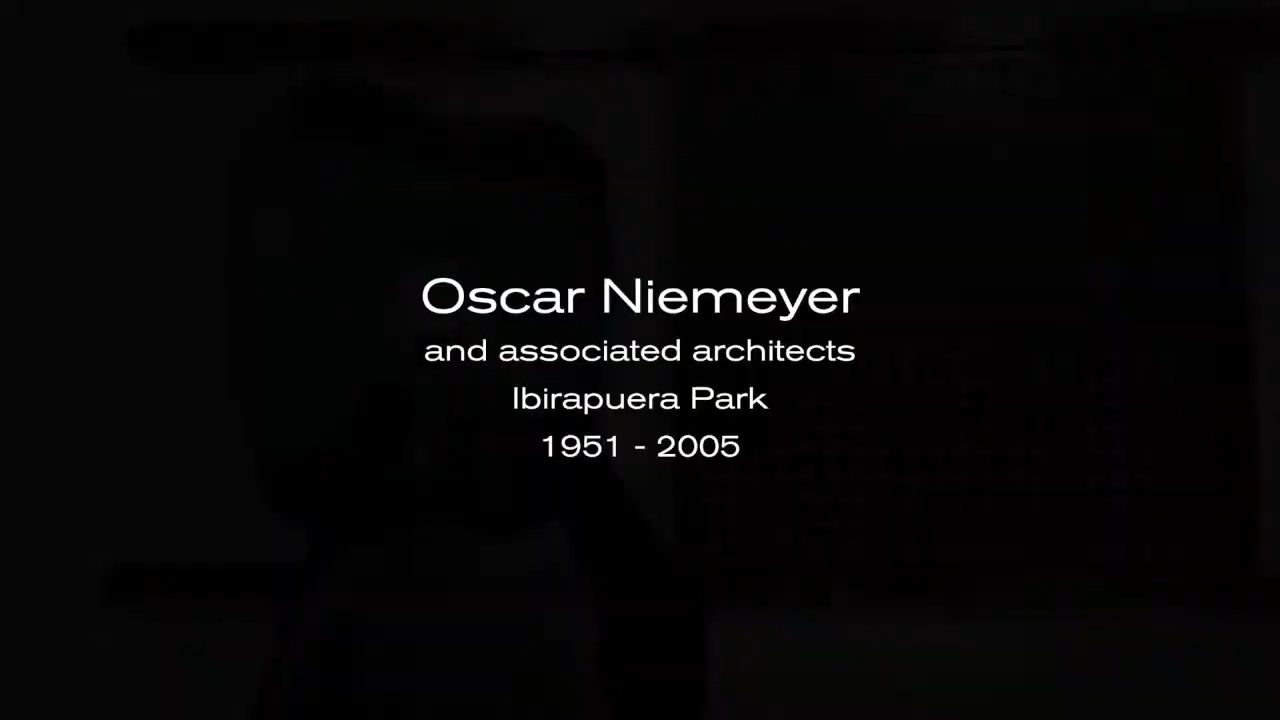 Oscar Niemeyer
and associated architects
Ibirapuera Park
1951 - 2005